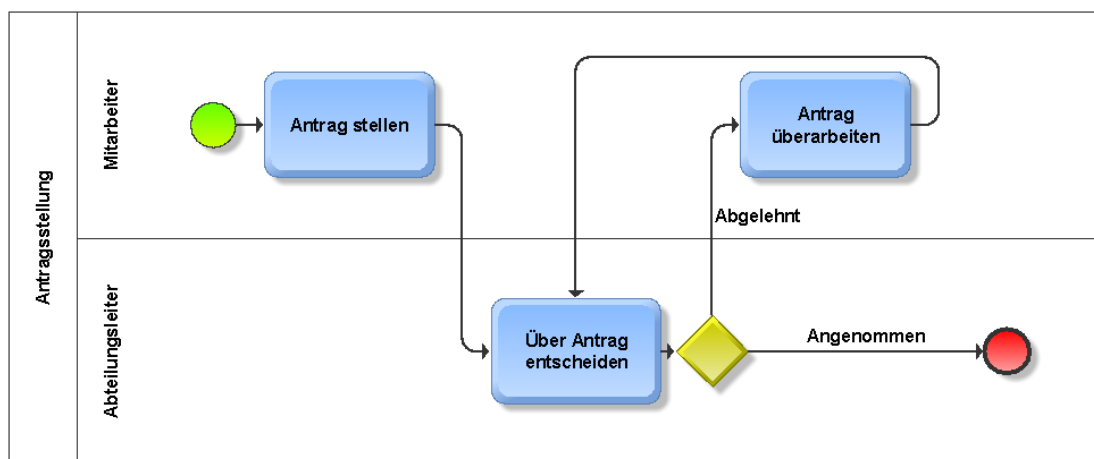 Antragsstellung
Mitarbeiter
Antrag stellen
Antrag
überarbeiten
Abgelehnt
Abteilungsleiter
Über Antrag
entscheiden
Angenommen